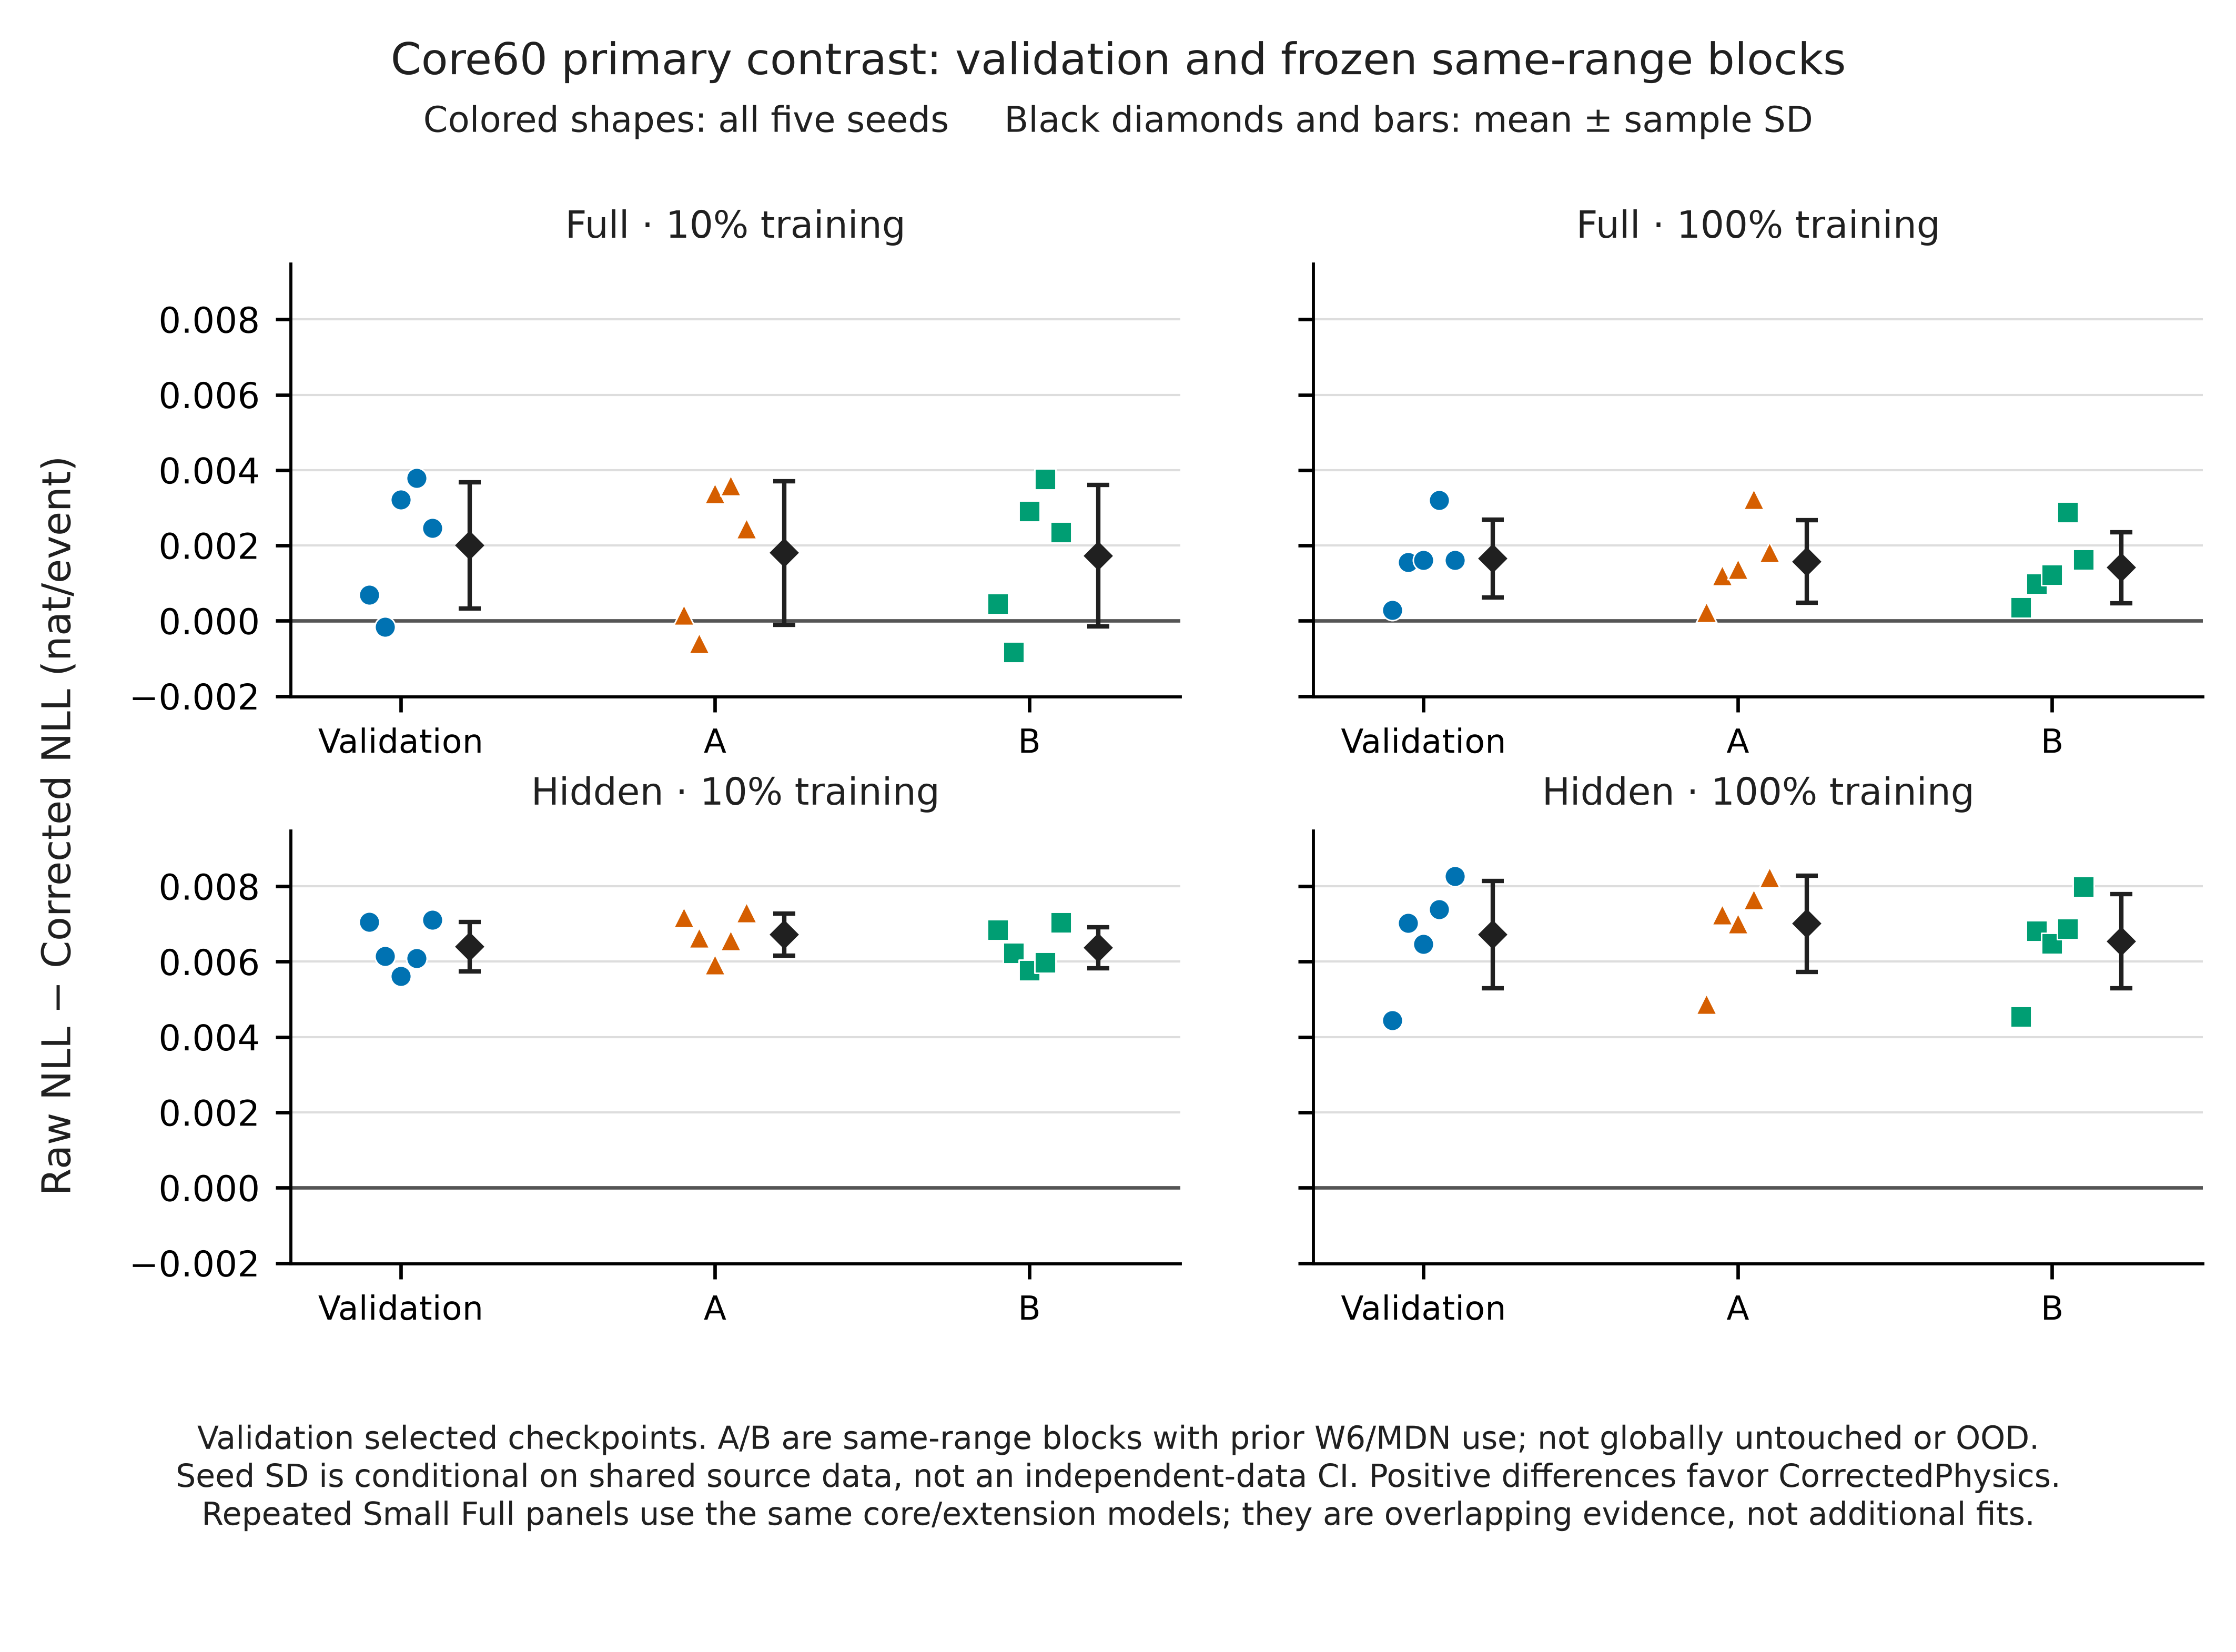 Core60 primary contrast: validation and frozen same-range blocks
Colored shapes: all five seeds Black diamonds and bars: mean ± sample SD
Raw NLL − Corrected NLL (nat/event)
Full · 10% training
0.008
0.006
0.004
0.002
0.000
−0.002
Validation A B
Full · 100% training
Validation A B
Hidden · 10% training
0.008
0.006
0.004
0.002
0.000
−0.002
Validation A B
Hidden · 100% training
Validation A B
Validation selected checkpoints. A/B are same-range blocks with prior W6/MDN use; not globally untouched or OOD.
Seed SD is conditional on shared source data, not an independent-data CI. Positive differences favor CorrectedPhysics.
Repeated Small Full panels use the same core/extension models; they are overlapping evidence, not additional fits.